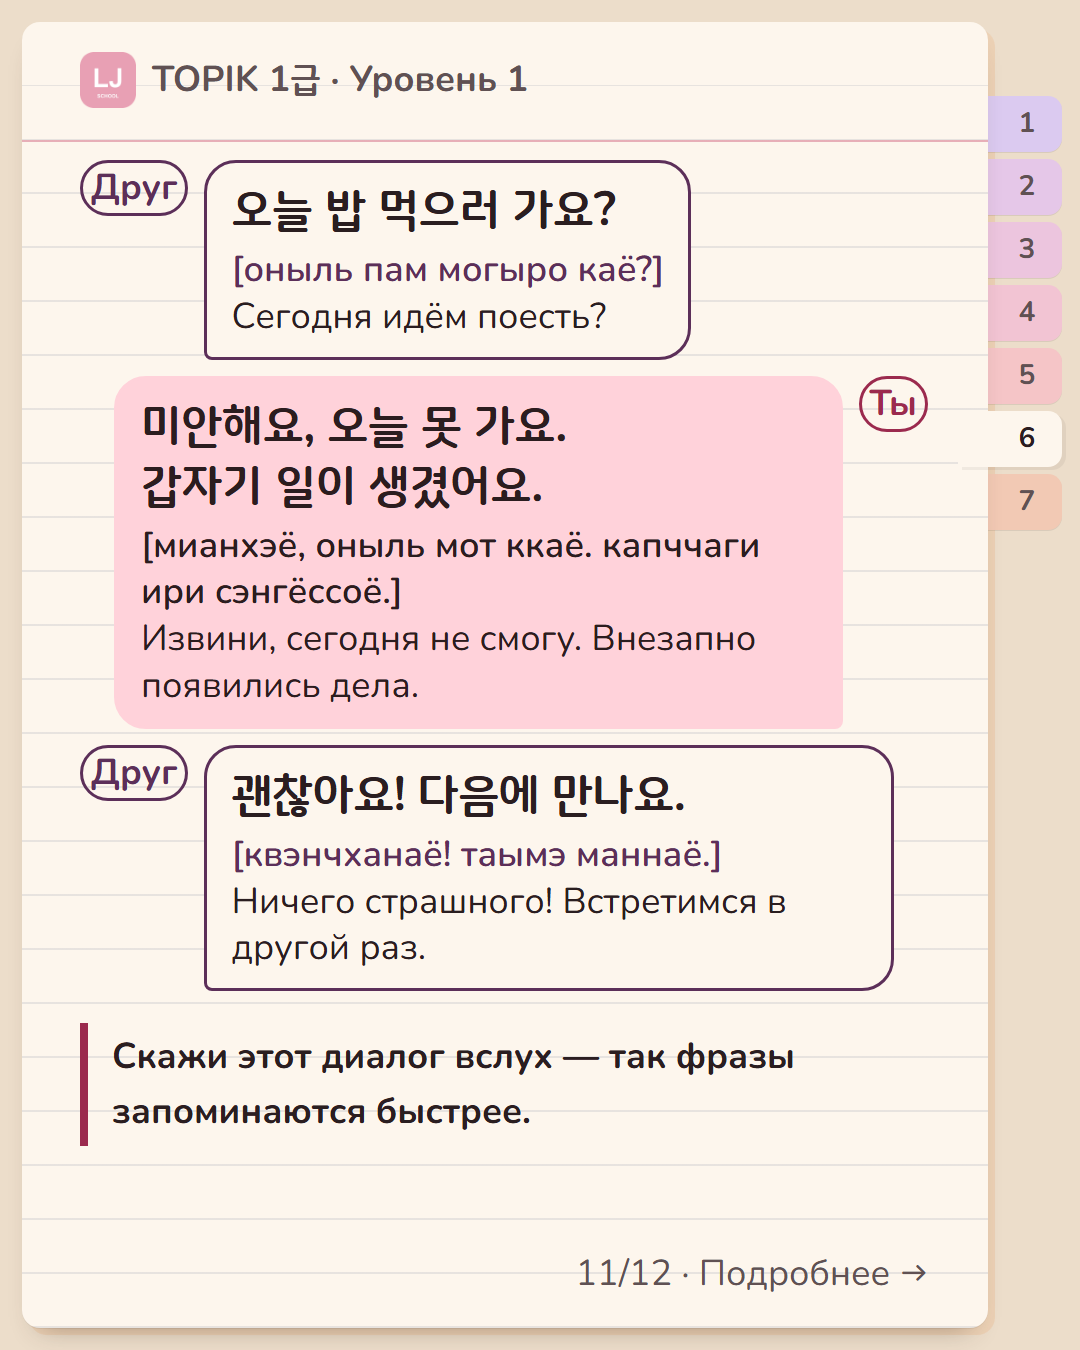 LJ
SCHOOL
TOPIK 1급 · Уровень 1
1
2
3
4
5
6
7
Друг
오늘 밥 먹으러 가요?
[оныль пам могыро каё?]
Сегодня идём поесть?
Ты
미안해요, 오늘 못 가요.
갑자기 일이 생겼어요.
[мианхэё, оныль мот ккаё. капччаги
ири сэнгёссоё.]
Извини, сегодня не смогу. Внезапно
появились дела.
Друг
괜찮아요! 다음에 만나요.
[квэнчханаё! таымэ маннаё.]
Ничего страшного! Встретимся в
другой раз.
Скажи этот диалог вслух — так фразы
запоминаются быстрее.
11/12 · Подробнее →